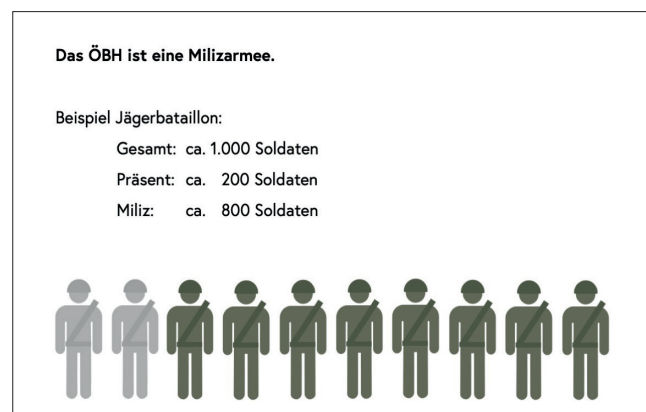 Das ÖBH ist eine Milizarmee.
Beispiel Jägerbataillon:
Gesamt: ca. 1.000 Soldaten
Präsent: ca. 200 Soldaten
Miliz: ca. 800 Soldaten